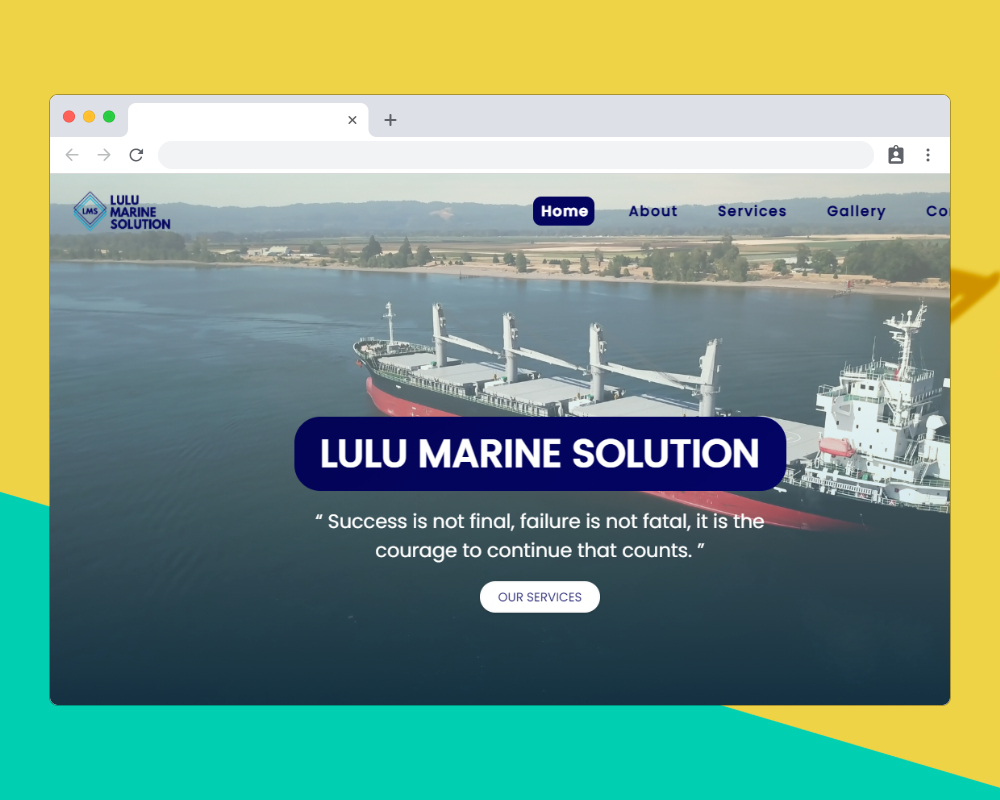 LMS
LULU
MARINE
SOLUTION
Home About Services Gallery Co
LULU MARINE SOLUTION
“ Success is not final, failure is not fatal, it is the
courage to continue that counts. ”
OUR SERVICES